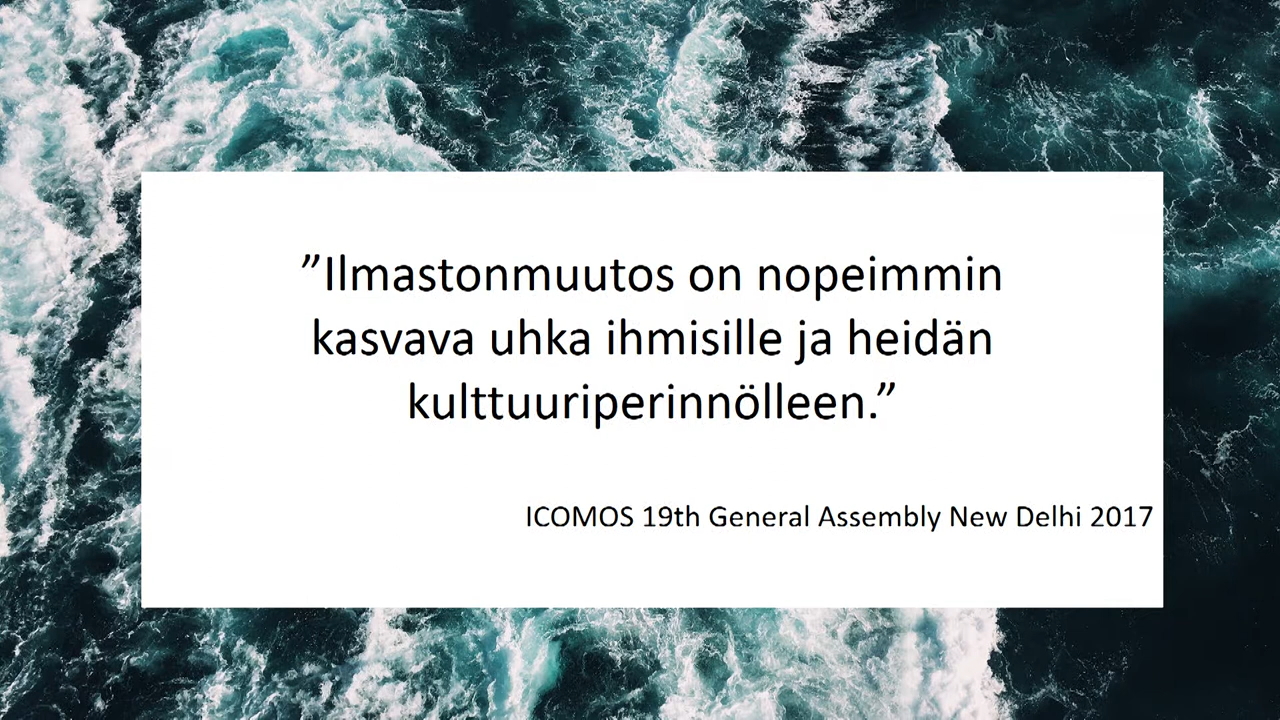 ”Ilmastonmuutos on nopeimmin
kasvava uhka ihmisille ja heidän
kulttuuriperinnölleen.”
ICOMOS 19th General Assembly New Delhi 2017